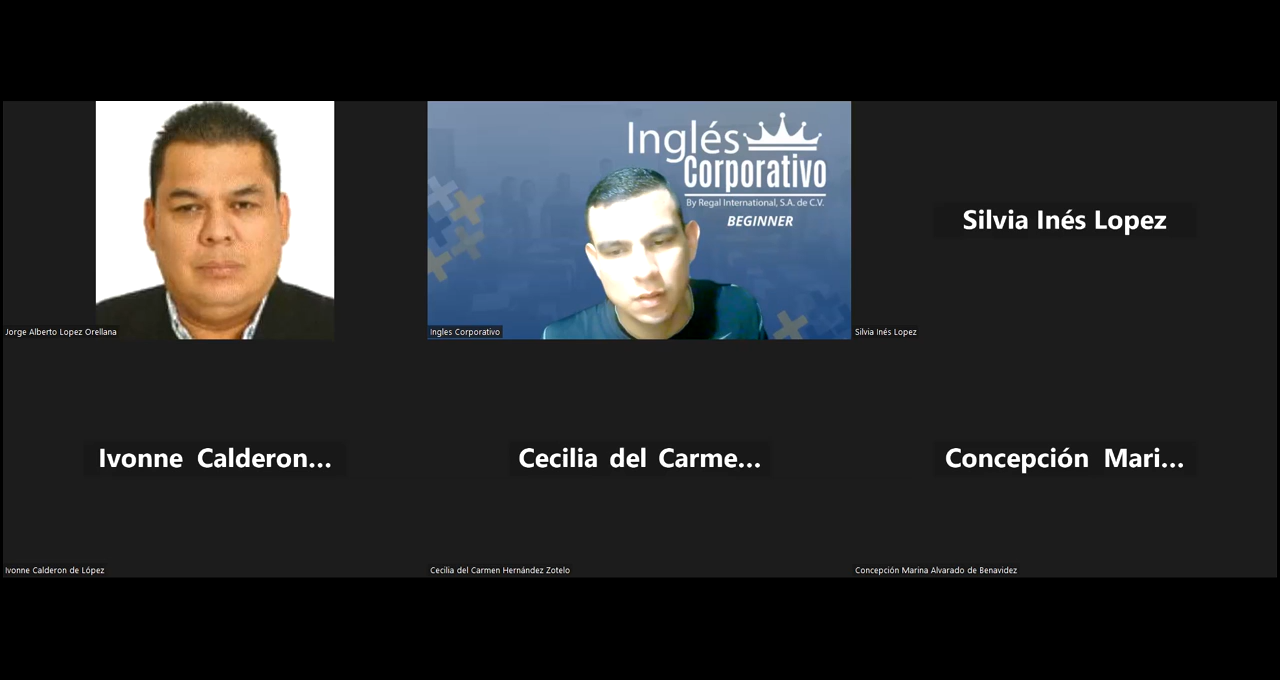 Inglés
Corporativo
By Regal International, S.A. de C.V.
BEGINNER
Silvia Inés Lopez
Jorge Alberto Lopez Orellana
Ingles Corporativo
Silvia Inés Lopez
Ivonne Calderon...
Cecilia del Carme...
Concepción Mari...
Ivonne Calderon de López
Cecilia del Carmen Hernández Zotelo
Concepción Marina Alvarado de Benavidez